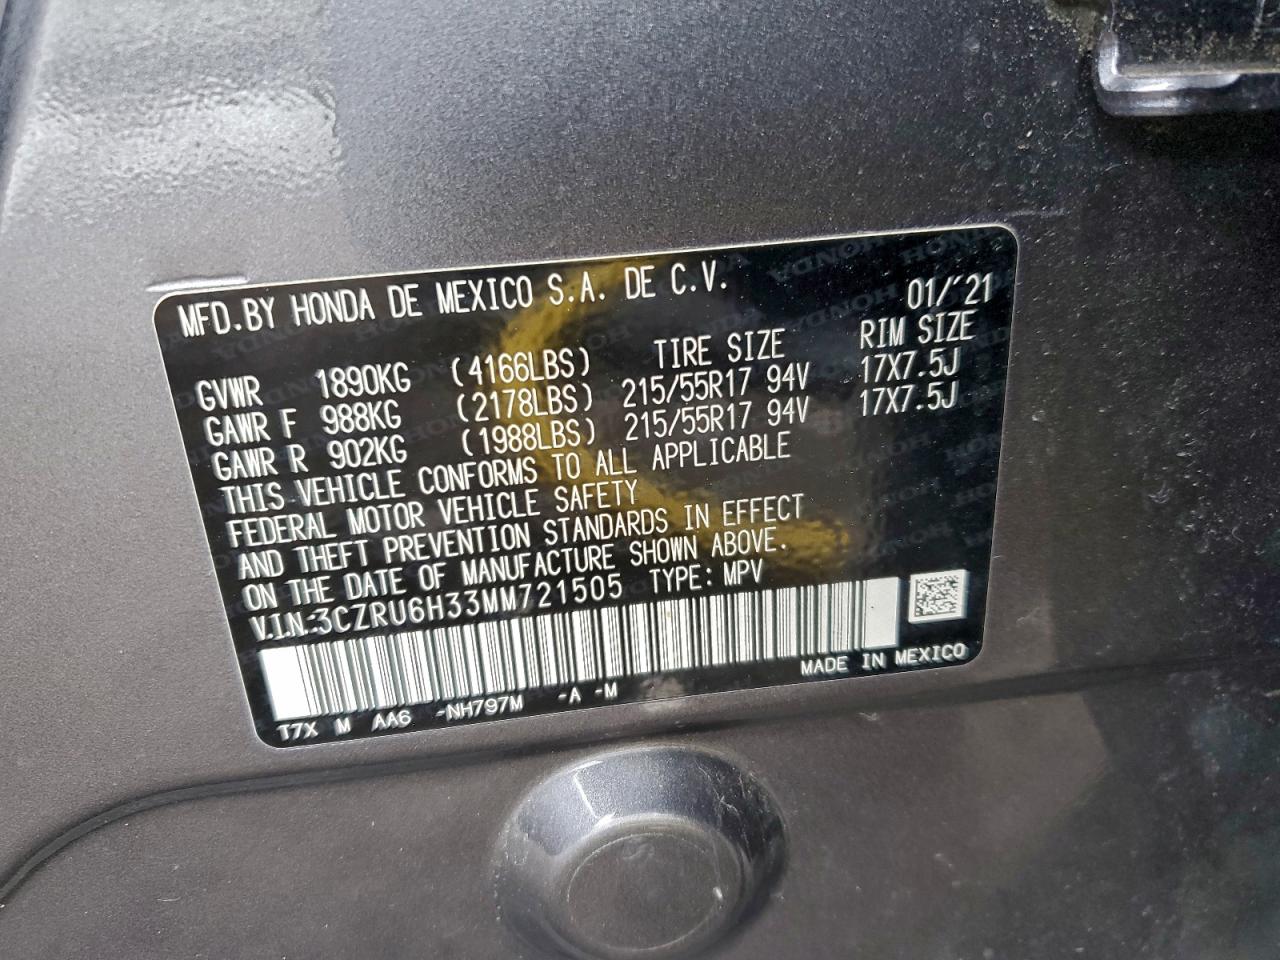 MFD.BY HONDA DE MEXICO S.A. DE C.V. 01/'21
GVWR 1890KG (4166LBS) TIRE SIZE RIM SIZE
GAWR F 988KG (2178LBS) 215/55R17 94V 17X7.5J
GAWR R 902KG (1988LBS) 215/55R17 94V 17X7.5J
THIS VEHICLE CONFORMS TO ALL APPLICABLE
FEDERAL MOTOR VEHICLE SAFETY
AND THEFT PREVENTION STANDARDS IN EFFECT
ON THE DATE OF MANUFACTURE SHOWN ABOVE.
V.I.N.:3CZRU6H33MM721505 TYPE: MPV
MADE IN MEXICO
T7X M AA6 -NH797M -A -M